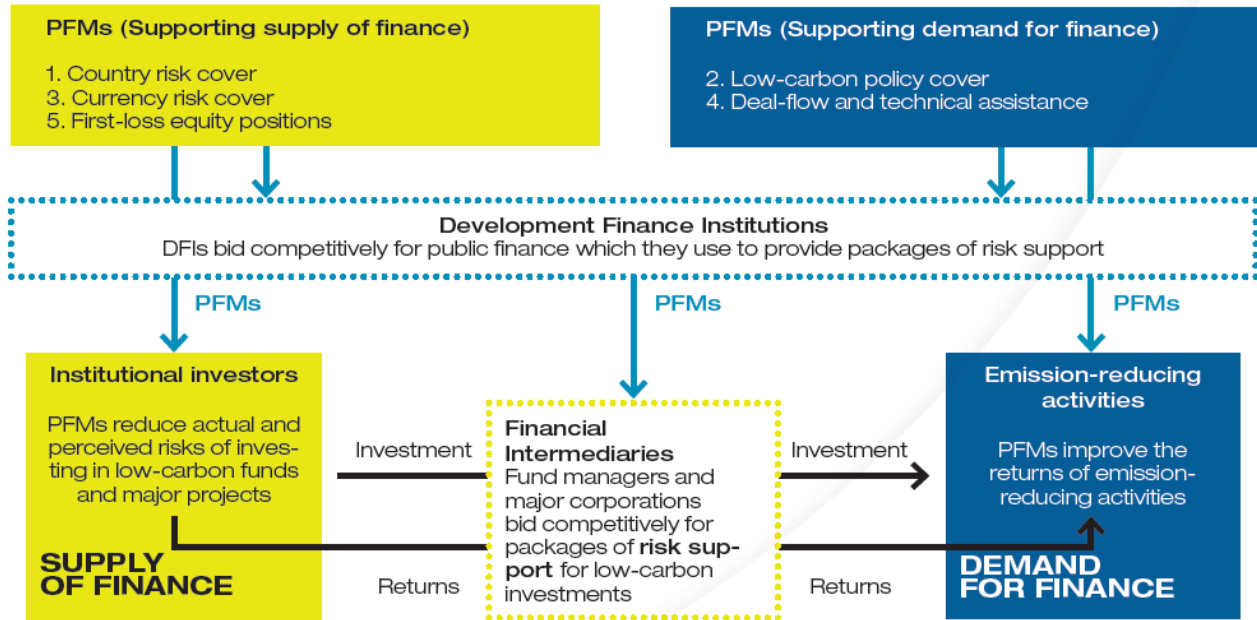 PFMs (Supporting supply of finance)
1. Country risk cover
3. Currency risk cover
5. First-loss equity positions
PFMs (Supporting demand for finance)
2. Low-carbon policy cover
4. Deal-flow and technical assistance
Development Finance Institutions
DFIs bid competitively for public finance which they use to provide packages of risk support
PFMs
PFMs
PFMs
Institutional investors
PFMs reduce actual and
perceived risks of inves-
ting in low-carbon funds
and major projects
SUPPLY
OF FINANCE
Investment
Returns
Financial
Intermediaries
Fund managers and
major corporations
bid competitively for
packages of risk sup-
port for low-carbon
investments
Investment
Returns
Emission-reducing
activities
PFMs improve the
returns of emission-
reducing activities
DEMAND
FOR FINANCE